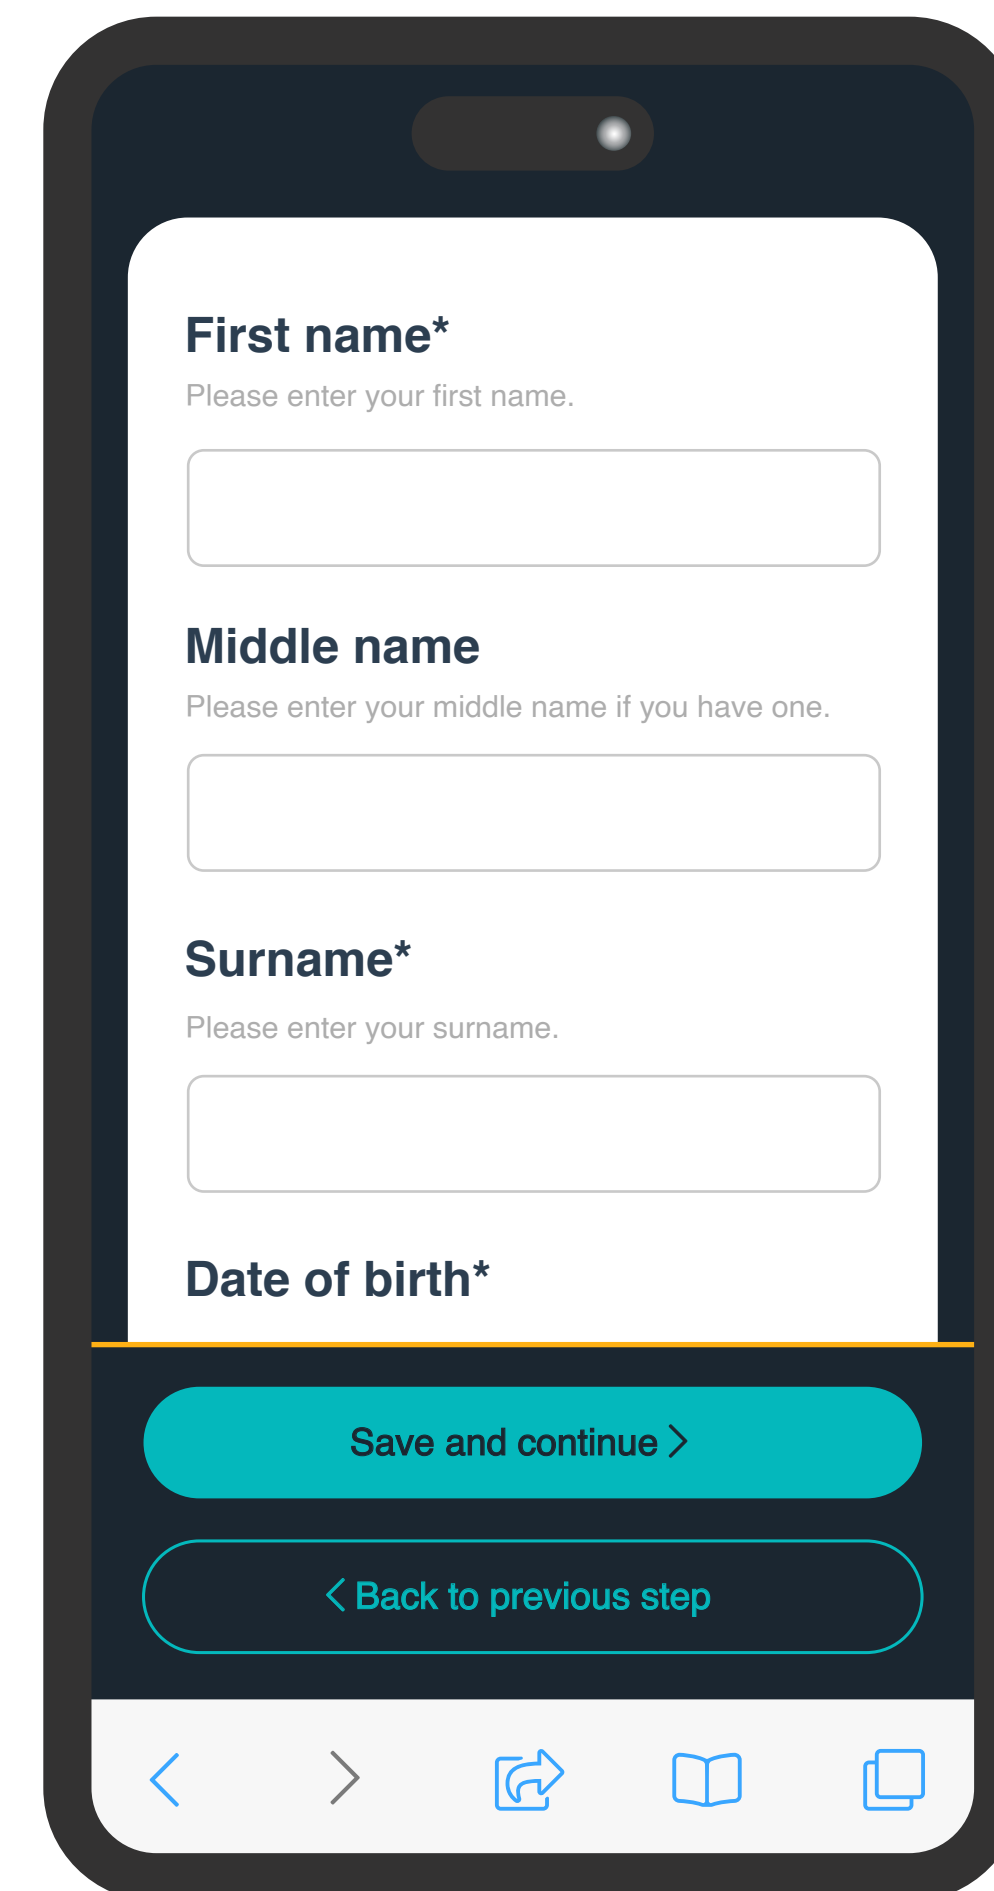 First name*
Please enter your first name.
Middle name
Please enter your middle name if you have one.
Surname*
Please enter your surname.
Date of birth*
Save and continue
Back to previous step